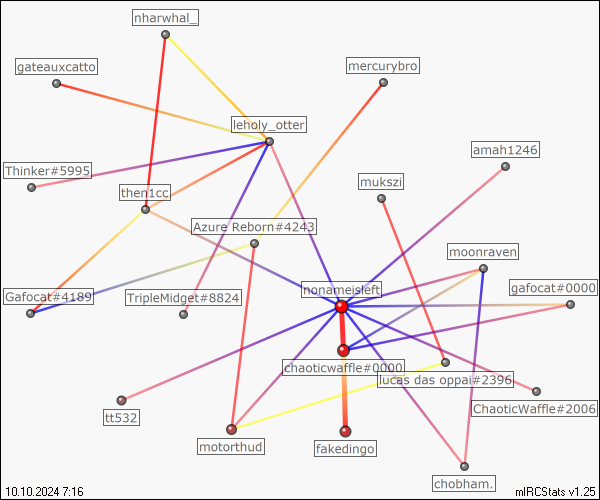 nharwhal_
gateauxcatto
mercurybro
leholy_otter
amah1246
Thinker#5995
mukszi
then1cc
Azure Reborn#4243
moonraven
nonameisleft
gafocat#0000
Gafocat#4189
TripleMidget#8824
chaoticwaffle#0000
lucas das oppai#2396
ChaoticWaffle#2006
tt532
motorthud
fakedingo
chobham.
10.10.2024 7:16
mIRCStats v1.25